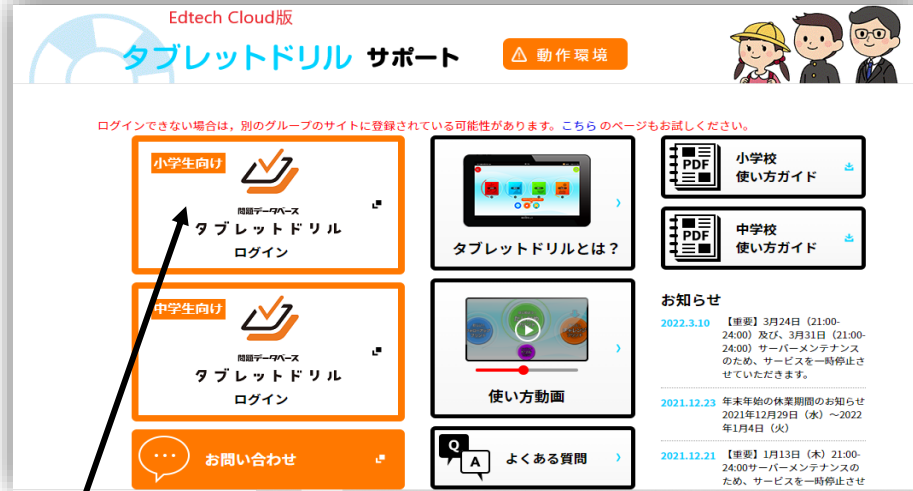 Edtech Cloud版
タブレットドリル サポート
動作環境
ログインできない場合は，別のグループのサイトに登録されている可能性があります。こちら のページもお試しください。
小学生向け
問題データベース
タブレットドリル
ログイン
タブレットドリルとは？
PDF
小学校
使い方ガイド
PDF
中学校
使い方ガイド
中学生向け
問題データベース
タブレットドリル
ログイン
使い方動画
お知らせ
2022.3.10 【重要】3月24日（21:00-
24:00）及び、3月31日（21:00-
24:00）サーバーメンテナンス
のため、サービスを一時停止さ
せていただきます。
2021.12.23 年末年始の休業期間のお知らせ
2021年12月29日（水）～2022
年1月4日（火）
2021.12.21 【重要】1月13日（木）21:00-
24:00サーバーメンテナンスの
ため、サービスを一時停止させ
お問い合わせ
Q
A
よくある質問